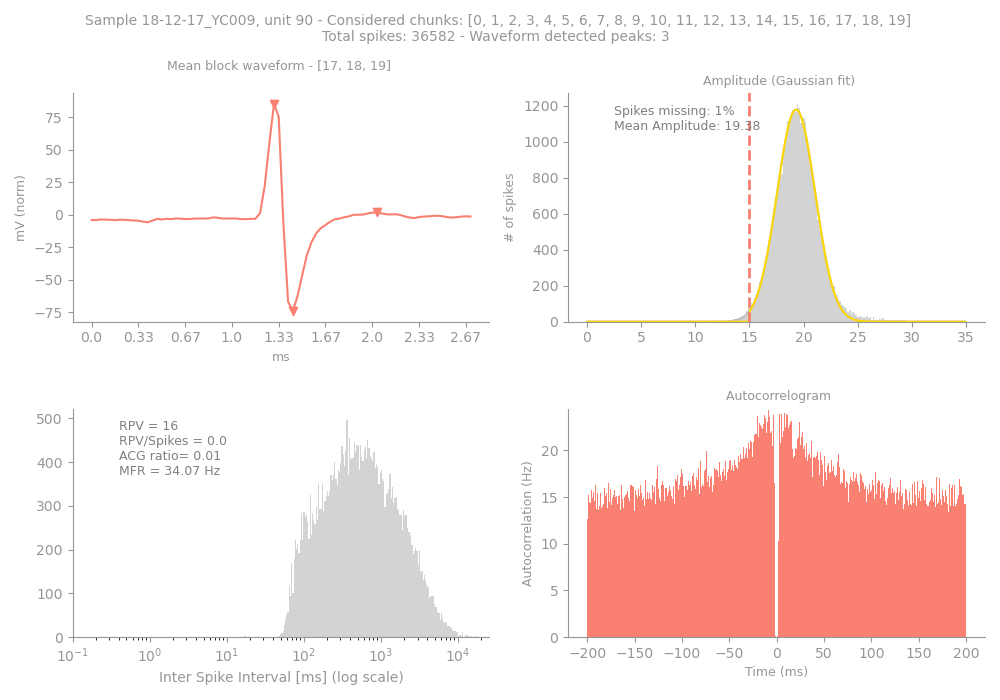 Sample 18-12-17_YC009, unit 90 - Considered chunks: [0, 1, 2, 3, 4, 5, 6, 7, 8, 9, 10, 11, 12, 13, 14, 15, 16, 17, 18, 19]
Total spikes: 36582 - Waveform detected peaks: 3
Mean block waveform - [17, 18, 19]
mV (norm)
75
50
25
0
−25
−50
−75
0.0 0.33 0.67 1.0 1.33 1.67 2.0 2.33 2.67
ms
Amplitude (Gaussian fit)
Spikes missing: 1%
Mean Amplitude: 19.38
# of spikes
1200
1000
800
600
400
200
0
0 5 10 15 20 25 30 35
RPV = 16
RPV/Spikes = 0.0
ACG ratio= 0.01
MFR = 34.07 Hz
500
400
300
200
100
0
10⁻¹ 10⁰ 10¹ 10² 10³ 10⁴
Inter Spike Interval [ms] (log scale)
Autocorrelogram
Autocorrelation (Hz)
20
15
10
5
0
−200 −150 −100 −50 0 50 100 150 200
Time (ms)